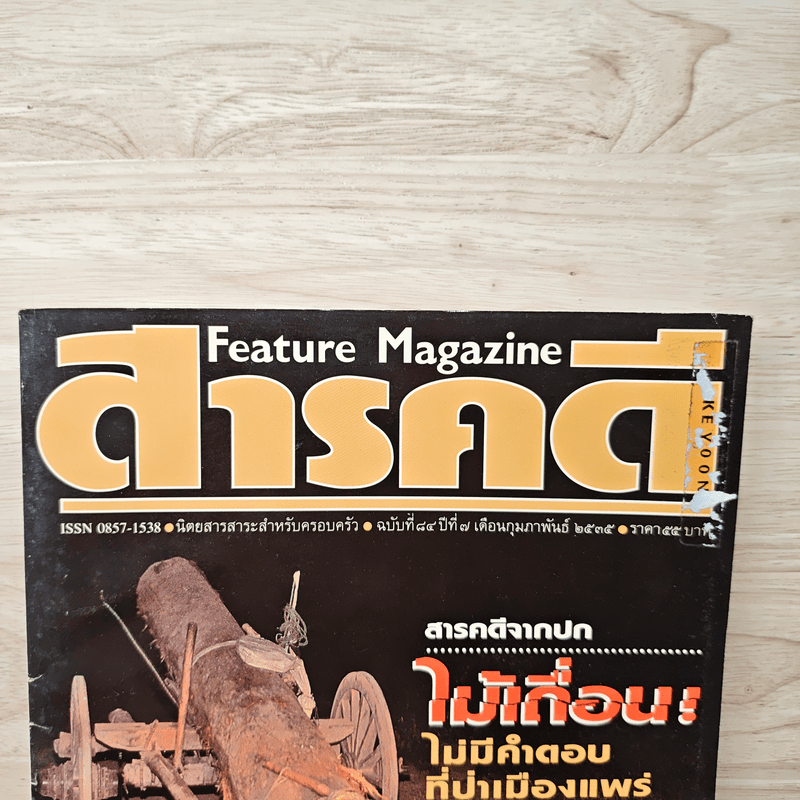 Feature Magazine
สารคดี
KEYOON
ISSN 0857-1538 ● นิตยสารสาระสำหรับครอบครัว ● ฉบับที่ ๘๔ ปีที่ ๗ เดือนกุมภาพันธ์ ๒๕๓๕ ● ราคา ๕๕ บาท
สารคดีจากปก
ไม้เถื่อน:
ไม่มีคำตอบ
ที่ป่าเมืองแพร่